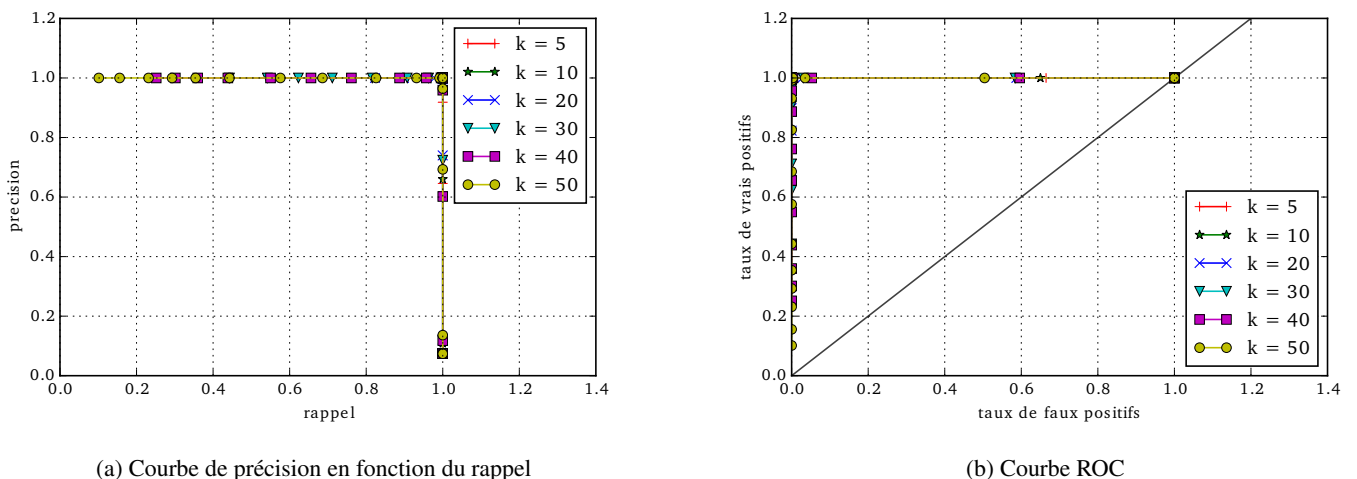 1.2
1.0
0.8
0.6
0.4
0.2
0.0
precision
0.0 0.2 0.4 0.6 0.8 1.0 1.2 1.4
rappel
k = 5
k = 10
k = 20
k = 30
k = 40
k = 50
(a) Courbe de précision en fonction du rappel
1.2
1.0
0.8
0.6
0.4
0.2
0.0
taux de vrais positifs
0.0 0.2 0.4 0.6 0.8 1.0 1.2 1.4
taux de faux positifs
k = 5
k = 10
k = 20
k = 30
k = 40
k = 50
(b) Courbe ROC